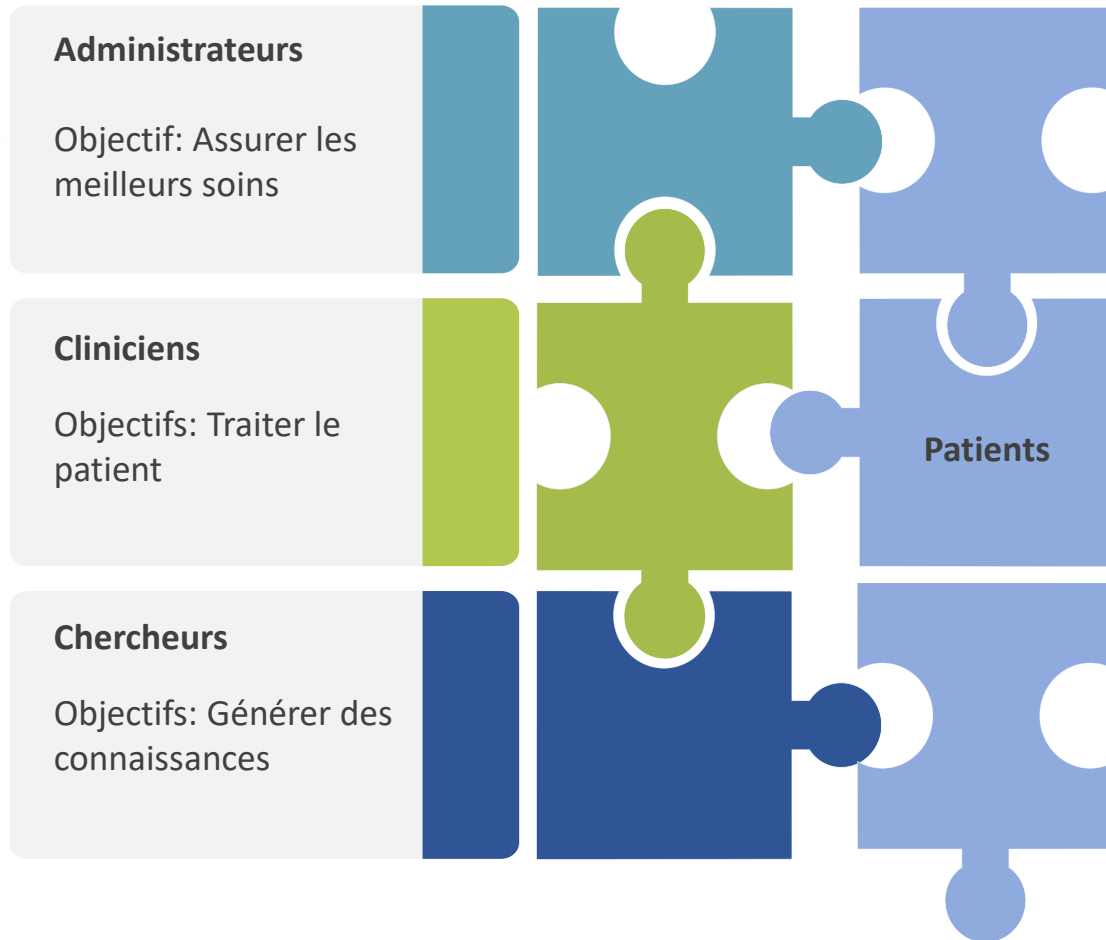 Administrateurs
Objectif: Assurer les
meilleurs soins
Cliniciens
Objectifs: Traiter le
patient
Patients
Chercheurs
Objectifs: Générer des
connaissances